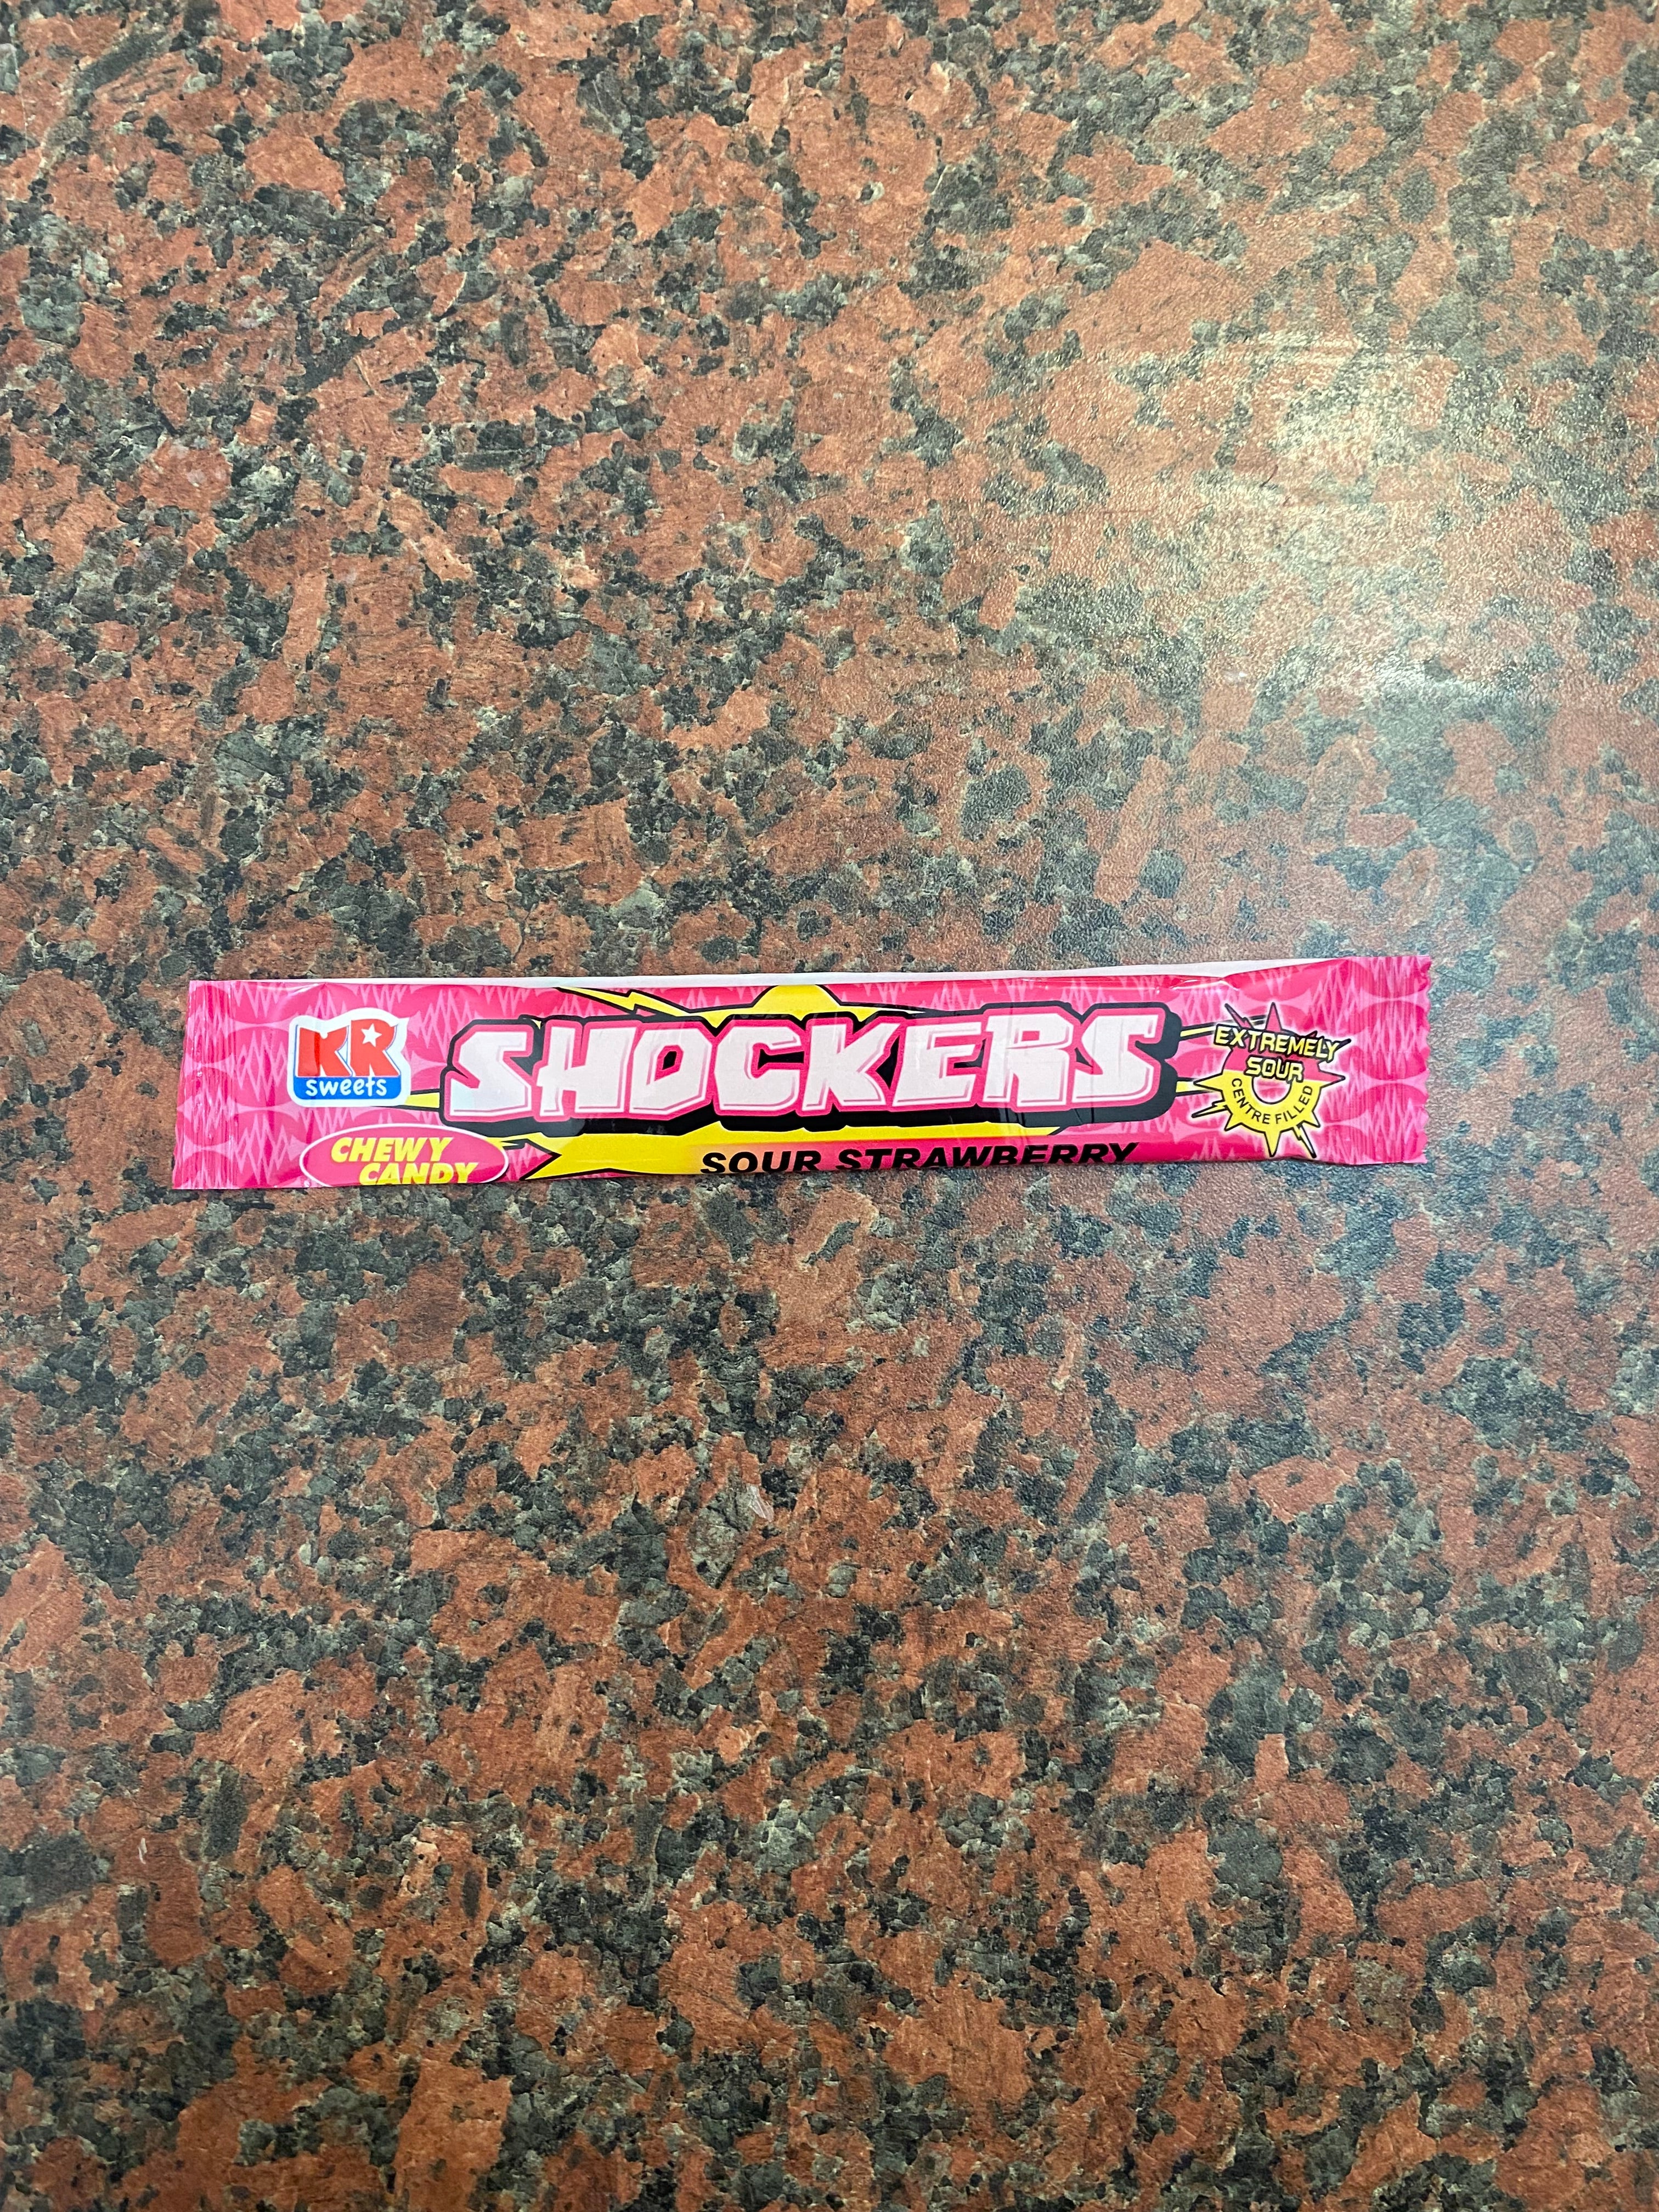 KR
sweets
SHOCKERS
CHEWY
CANDY
SOUR STRAWBERRY
EXTREMELY
SOUR
CENTRE FILLED